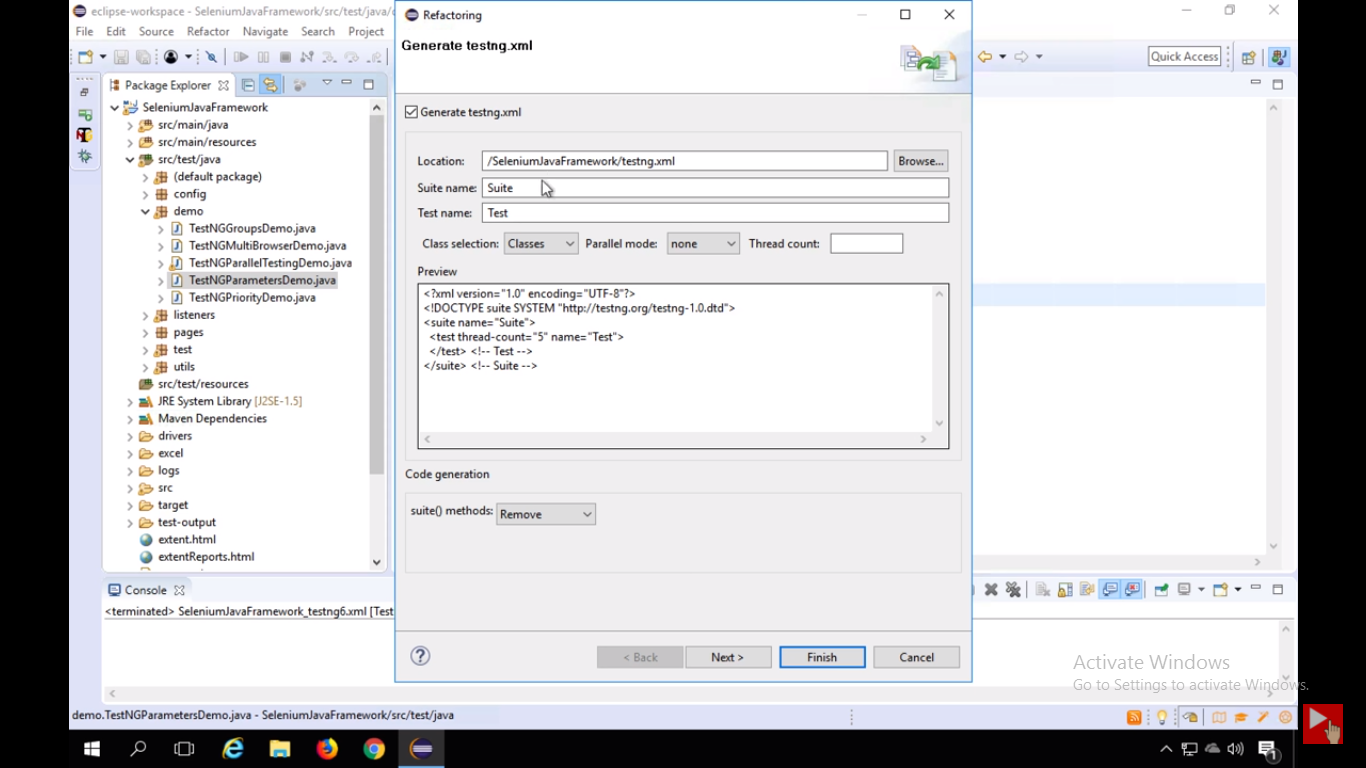 eclipse-workspace - SeleniumJavaFramework/src/test/java/
Refactoring
File Edit Source Refactor Navigate Search Project
Generate testng.xml
Quick Access
Package Explorer
SeleniumJavaFramework
src/main/java
src/main/resources
src/test/java
(default package)
config
demo
TestNGGroupsDemo.java
TestNGMultiBrowserDemo.java
TestNGParallelTestingDemo.java
TestNGParametersDemo.java
TestNGPriorityDemo.java
listeners
pages
test
utils
src/test/resources
JRE System Library [J2SE-1.5]
Maven Dependencies
drivers
excel
logs
src
target
test-output
extent.html
extentReports.html
Generate testng.xml
Location: /SeleniumJavaFramework/testng.xml Browse...
Suite name: Suite
Test name: Test
Class selection: Classes Parallel mode: none Thread count:
Preview
<?xml version="1.0" encoding="UTF-8"?>
<!DOCTYPE suite SYSTEM "http://testng.org/testng-1.0.dtd">
<suite name="Suite">
<test thread-count="5" name="Test">
</test> <!-- Test -->
</suite> <!-- Suite -->
Code generation
suite() methods: Remove
< Back Next > Finish Cancel
Console
<terminated> SeleniumJavaFramework_testng6.xml [Test
Activate Windows
Go to Settings to activate Windows.
demo.TestNGParametersDemo.java - SeleniumJavaFramework/src/test/java
1